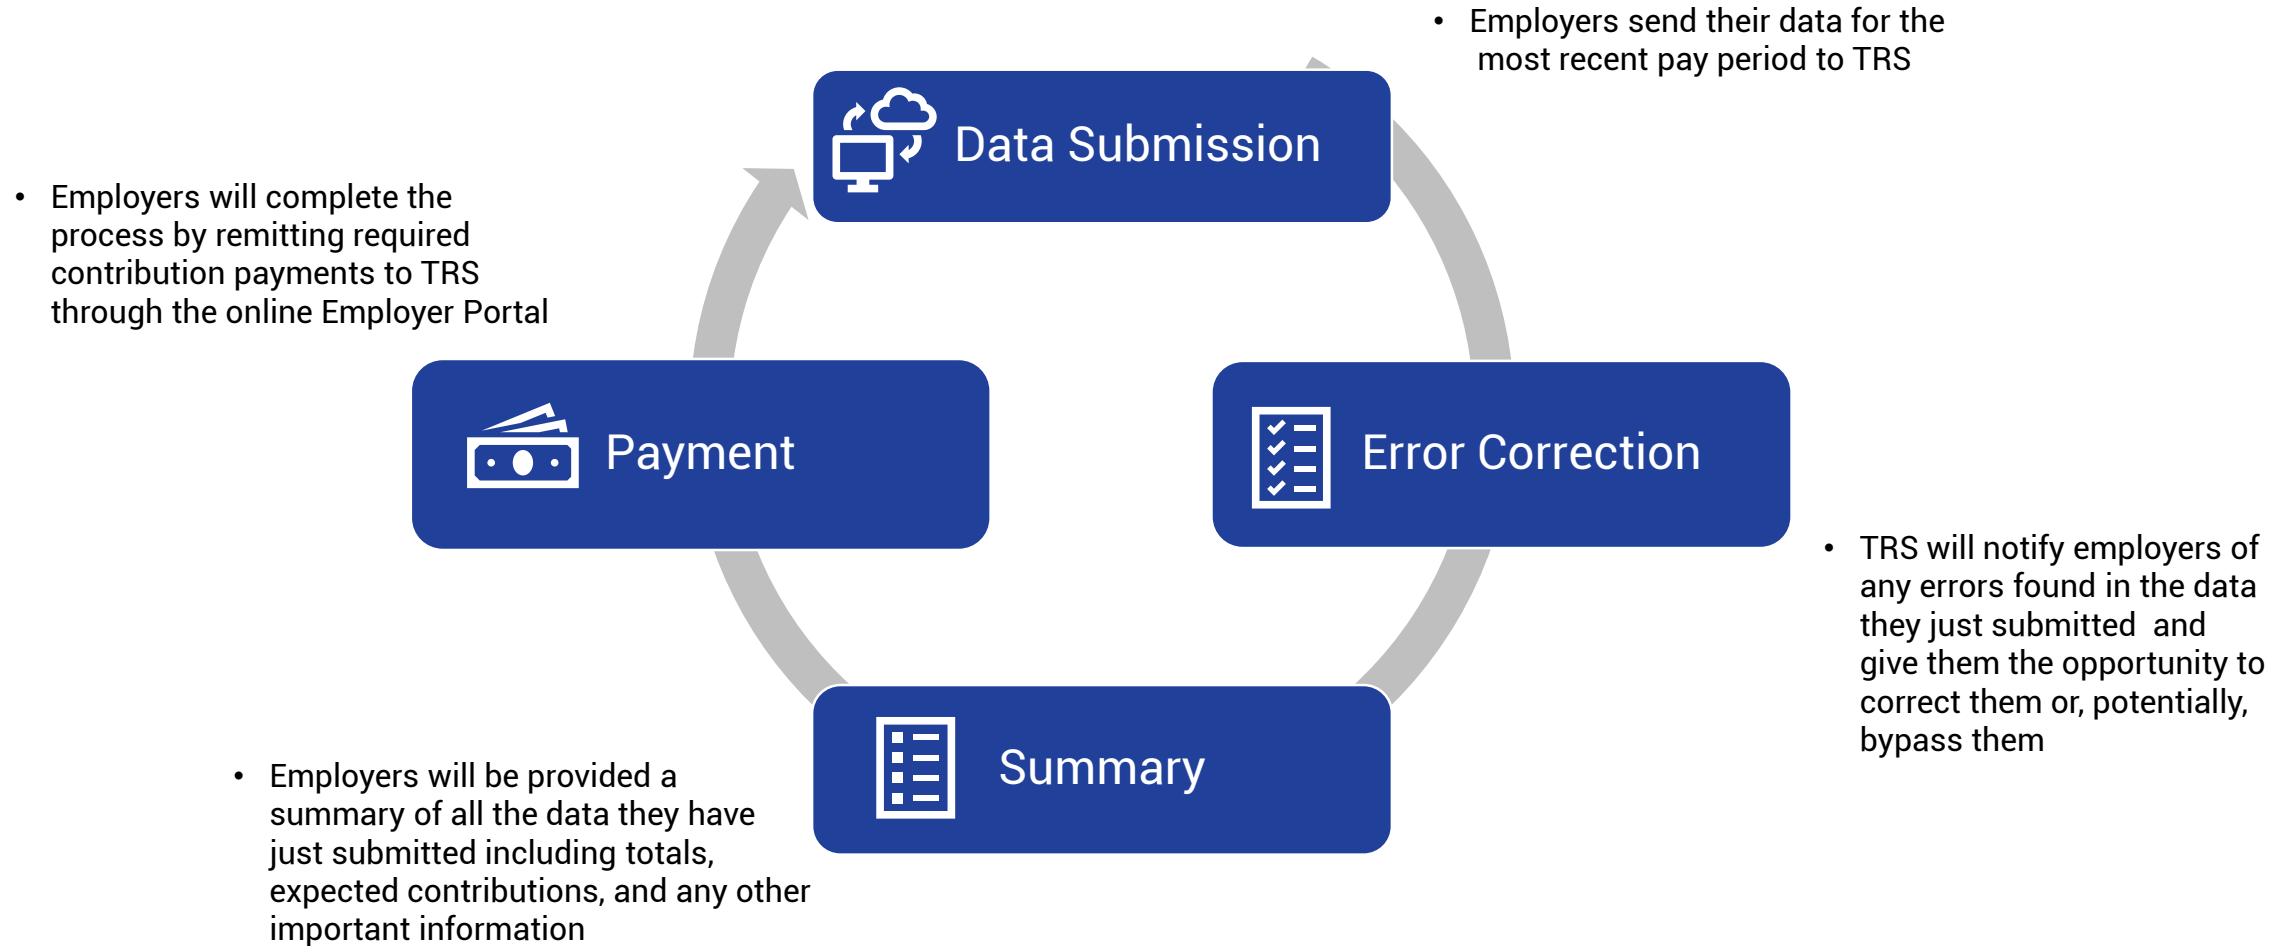 • Employers send their data for the
most recent pay period to TRS
Data Submission
• Employers will complete the
process by remitting required
contribution payments to TRS
through the online Employer Portal
Payment
Error Correction
• TRS will notify employers of
any errors found in the data
they just submitted  and
give them the opportunity to
correct them or, potentially,
bypass them
Summary
• Employers will be provided a
summary of all the data they have
just submitted including totals,
expected contributions, and any other
important information